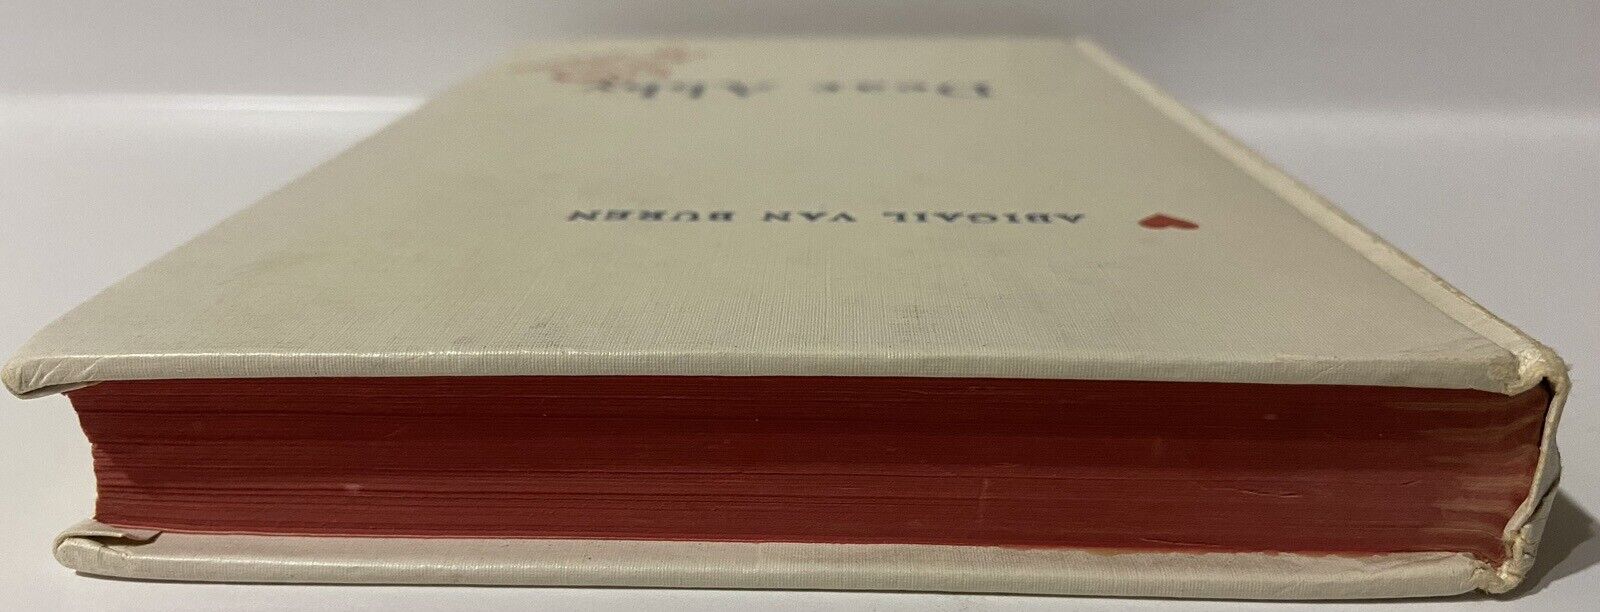 Dear Abby
ABIGAIL VAN BUREN